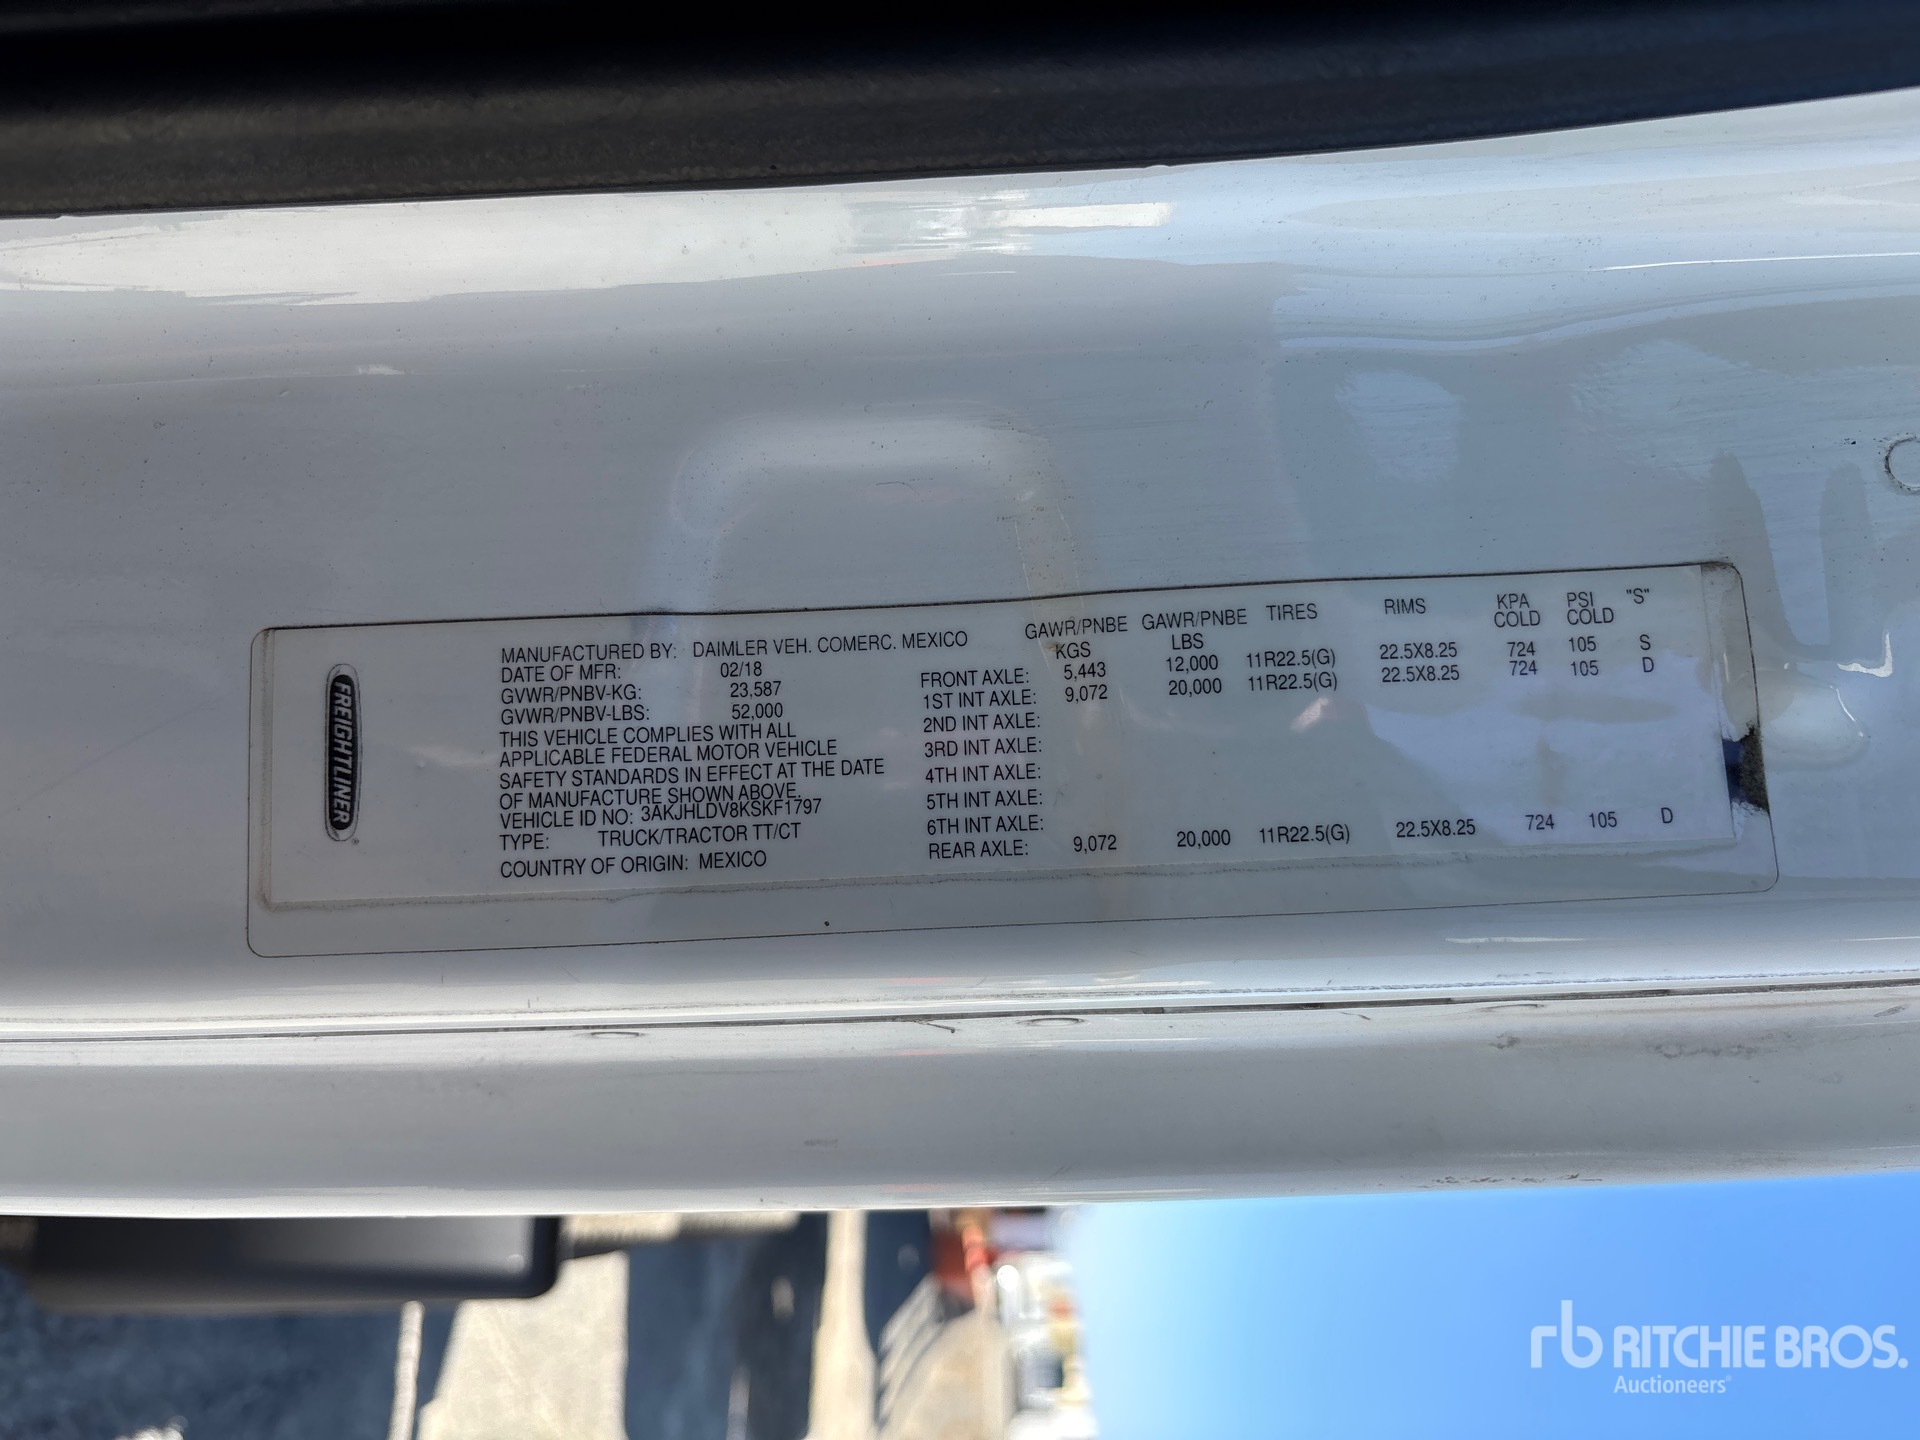 FREIGHTLINER
MANUFACTURED BY: DAIMLER VEH. COMERC. MEXICO
DATE OF MFR: 02/18
GVWR/PNBV-KG: 23,587
GVWR/PNBV-LBS: 52,000
THIS VEHICLE COMPLIES WITH ALL
APPLICABLE FEDERAL MOTOR VEHICLE
SAFETY STANDARDS IN EFFECT AT THE DATE
OF MANUFACTURE SHOWN ABOVE.
VEHICLE ID NO: 3AKJHLDV8KSKF1797
TYPE: TRUCK/TRACTOR TT/CT
COUNTRY OF ORIGIN: MEXICO
GAWR/PNBE KGS GAWR/PNBE LBS TIRES RIMS KPA COLD PSI COLD "S"
FRONT AXLE: 5,443 12,000 11R22.5(G) 22.5X8.25 724 105 S
1ST INT AXLE: 9,072 20,000 11R22.5(G) 22.5X8.25 724 105 D
2ND INT AXLE:
3RD INT AXLE:
4TH INT AXLE:
5TH INT AXLE:
6TH INT AXLE:
REAR AXLE: 9,072 20,000 11R22.5(G) 22.5X8.25 724 105 D
rb RITCHIE BROS.
Auctioneers